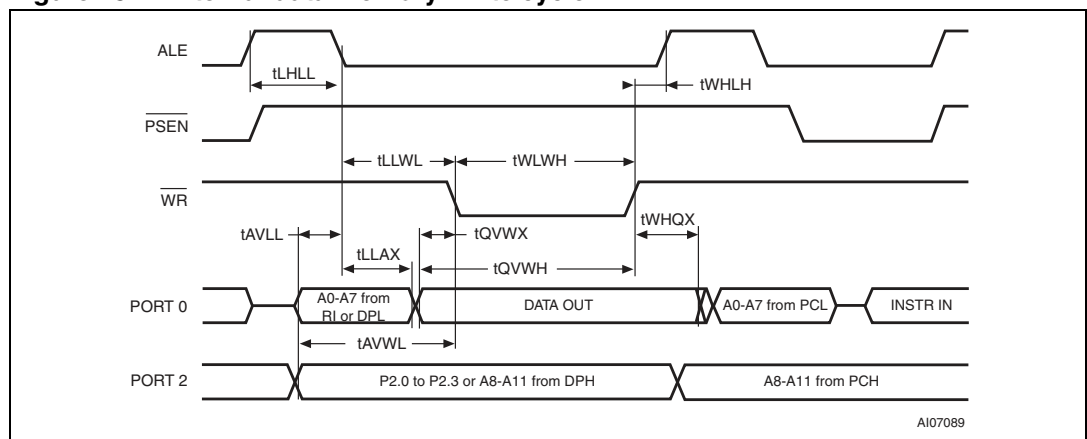 ALE
tLHLL
tWHLH
PSEN
tLLWL
tWLWH
WR
tWHQX
tAVLL
tQVWX
tLLAX
tQVWH
PORT 0
A0-A7 from
RI or DPL
DATA OUT
A0-A7 from PCL
INSTR IN
tAVWL
PORT 2
P2.0 to P2.3 or A8-A11 from DPH
A8-A11 from PCH
AI07089